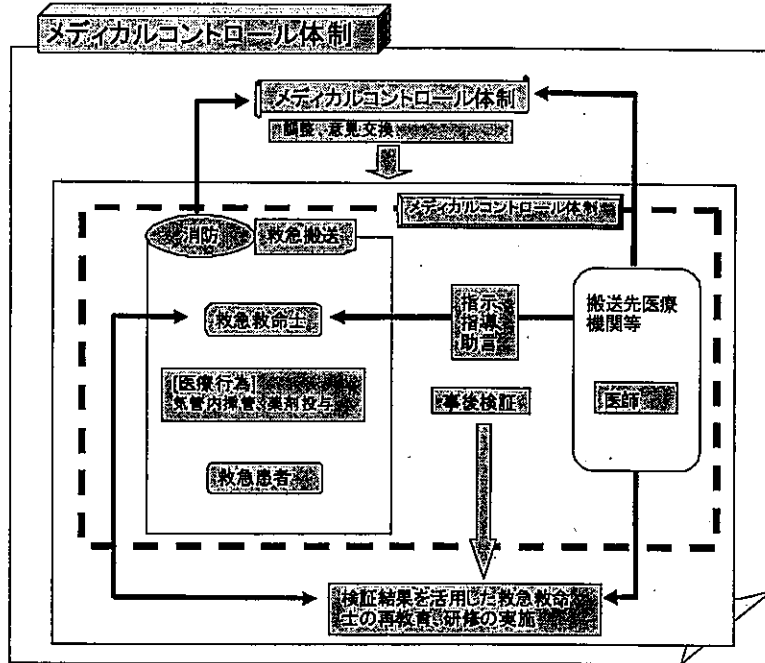 メディカルコントロール体制
メディカルコントロール体制
調整、意見交換
メディカルコントロール体制
消防
救急搬送
救急救命士
指示
指導
助言
搬送先医療
機関等
[医療行為]
気管内挿管、薬剤投与
事後検証
医師
救急患者
検証結果を活用した救急救命
士の再教育、研修の実施